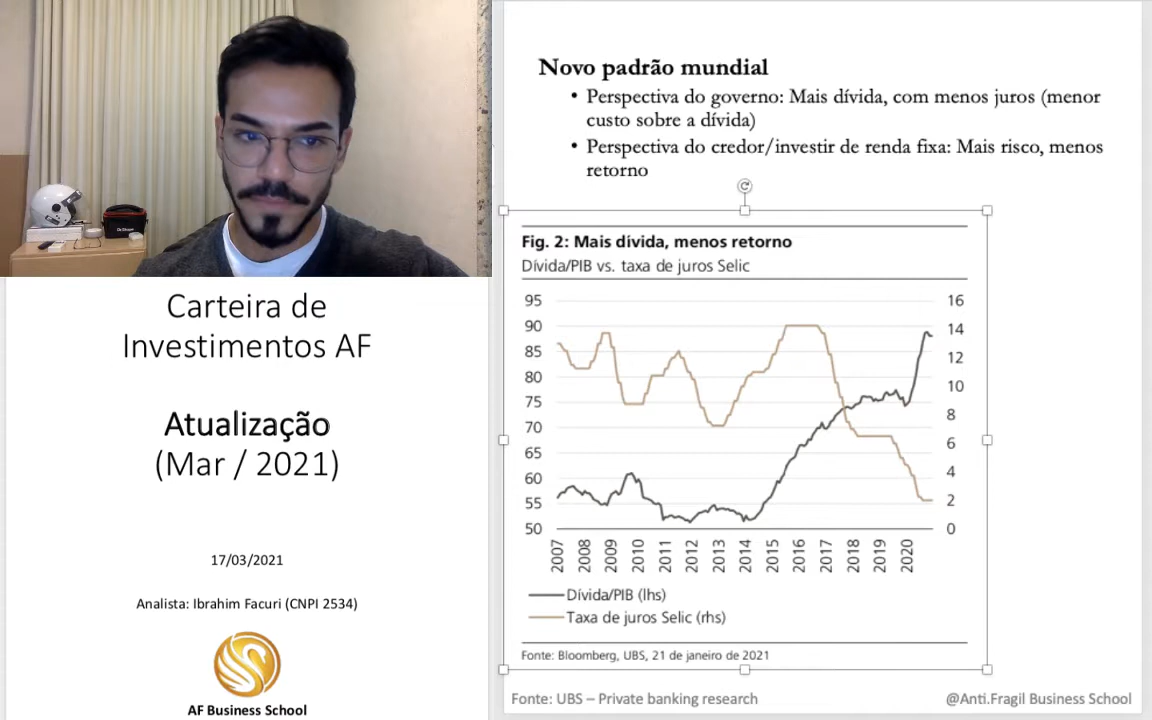 Novo padrão mundial
• Perspectiva do governo: Mais dívida, com menos juros (menor
custo sobre a dívida)
• Perspectiva do credor/investir de renda fixa: Mais risco, menos
retorno
Fig. 2: Mais dívida, menos retorno
Dívida/PIB vs. taxa de juros Selic
95 16
90 14
85 12
80 10
75 8
70 6
65 4
60 2
55 0
50
2007 2008 2009 2010 2011 2012 2013 2014 2015 2016 2017 2018 2019 2020
Dívida/PIB (lhs)
Taxa de juros Selic (rhs)
Fonte: Bloomberg, UBS, 21 de janeiro de 2021
Fonte: UBS – Private banking research
@Anti.Fragil Business School
Carteira de
Investimentos AF
Atualização
(Mar / 2021)
17/03/2021
Analista: Ibrahim Facuri (CNPI 2534)
AF Business School